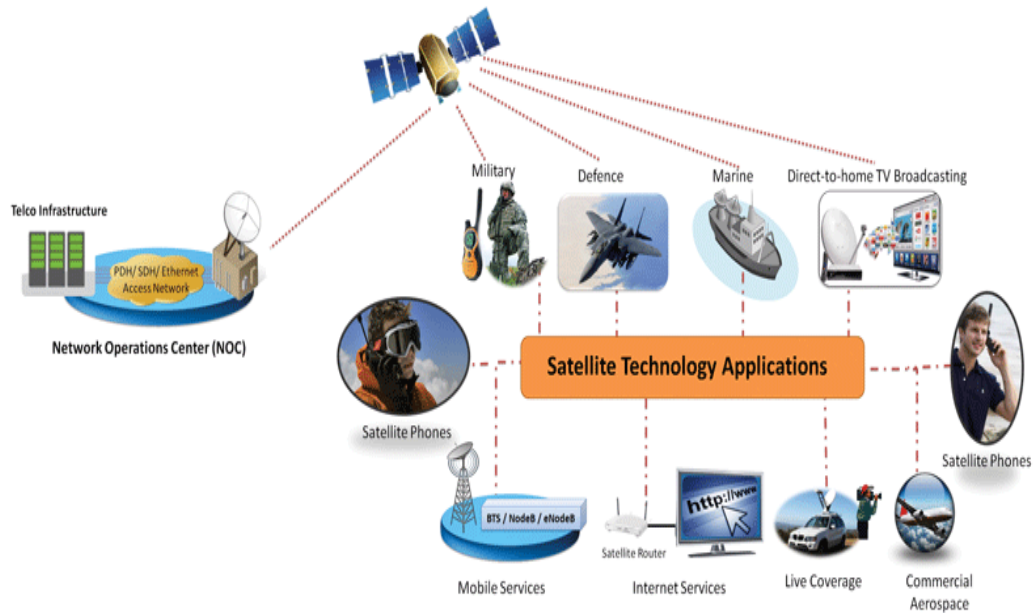 Military
Defence
Marine
Direct-to-home TV Broadcasting
Telco Infrastructure
PDH/ SDH/ Ethernet
Access Network
Network Operations Center (NOC)
Satellite Technology Applications
Satellite Phones
Satellite Phones
BTS / NodeB / eNodeB
http://www
Satellite Router
Mobile Services
Internet Services
Live Coverage
Commercial
Aerospace